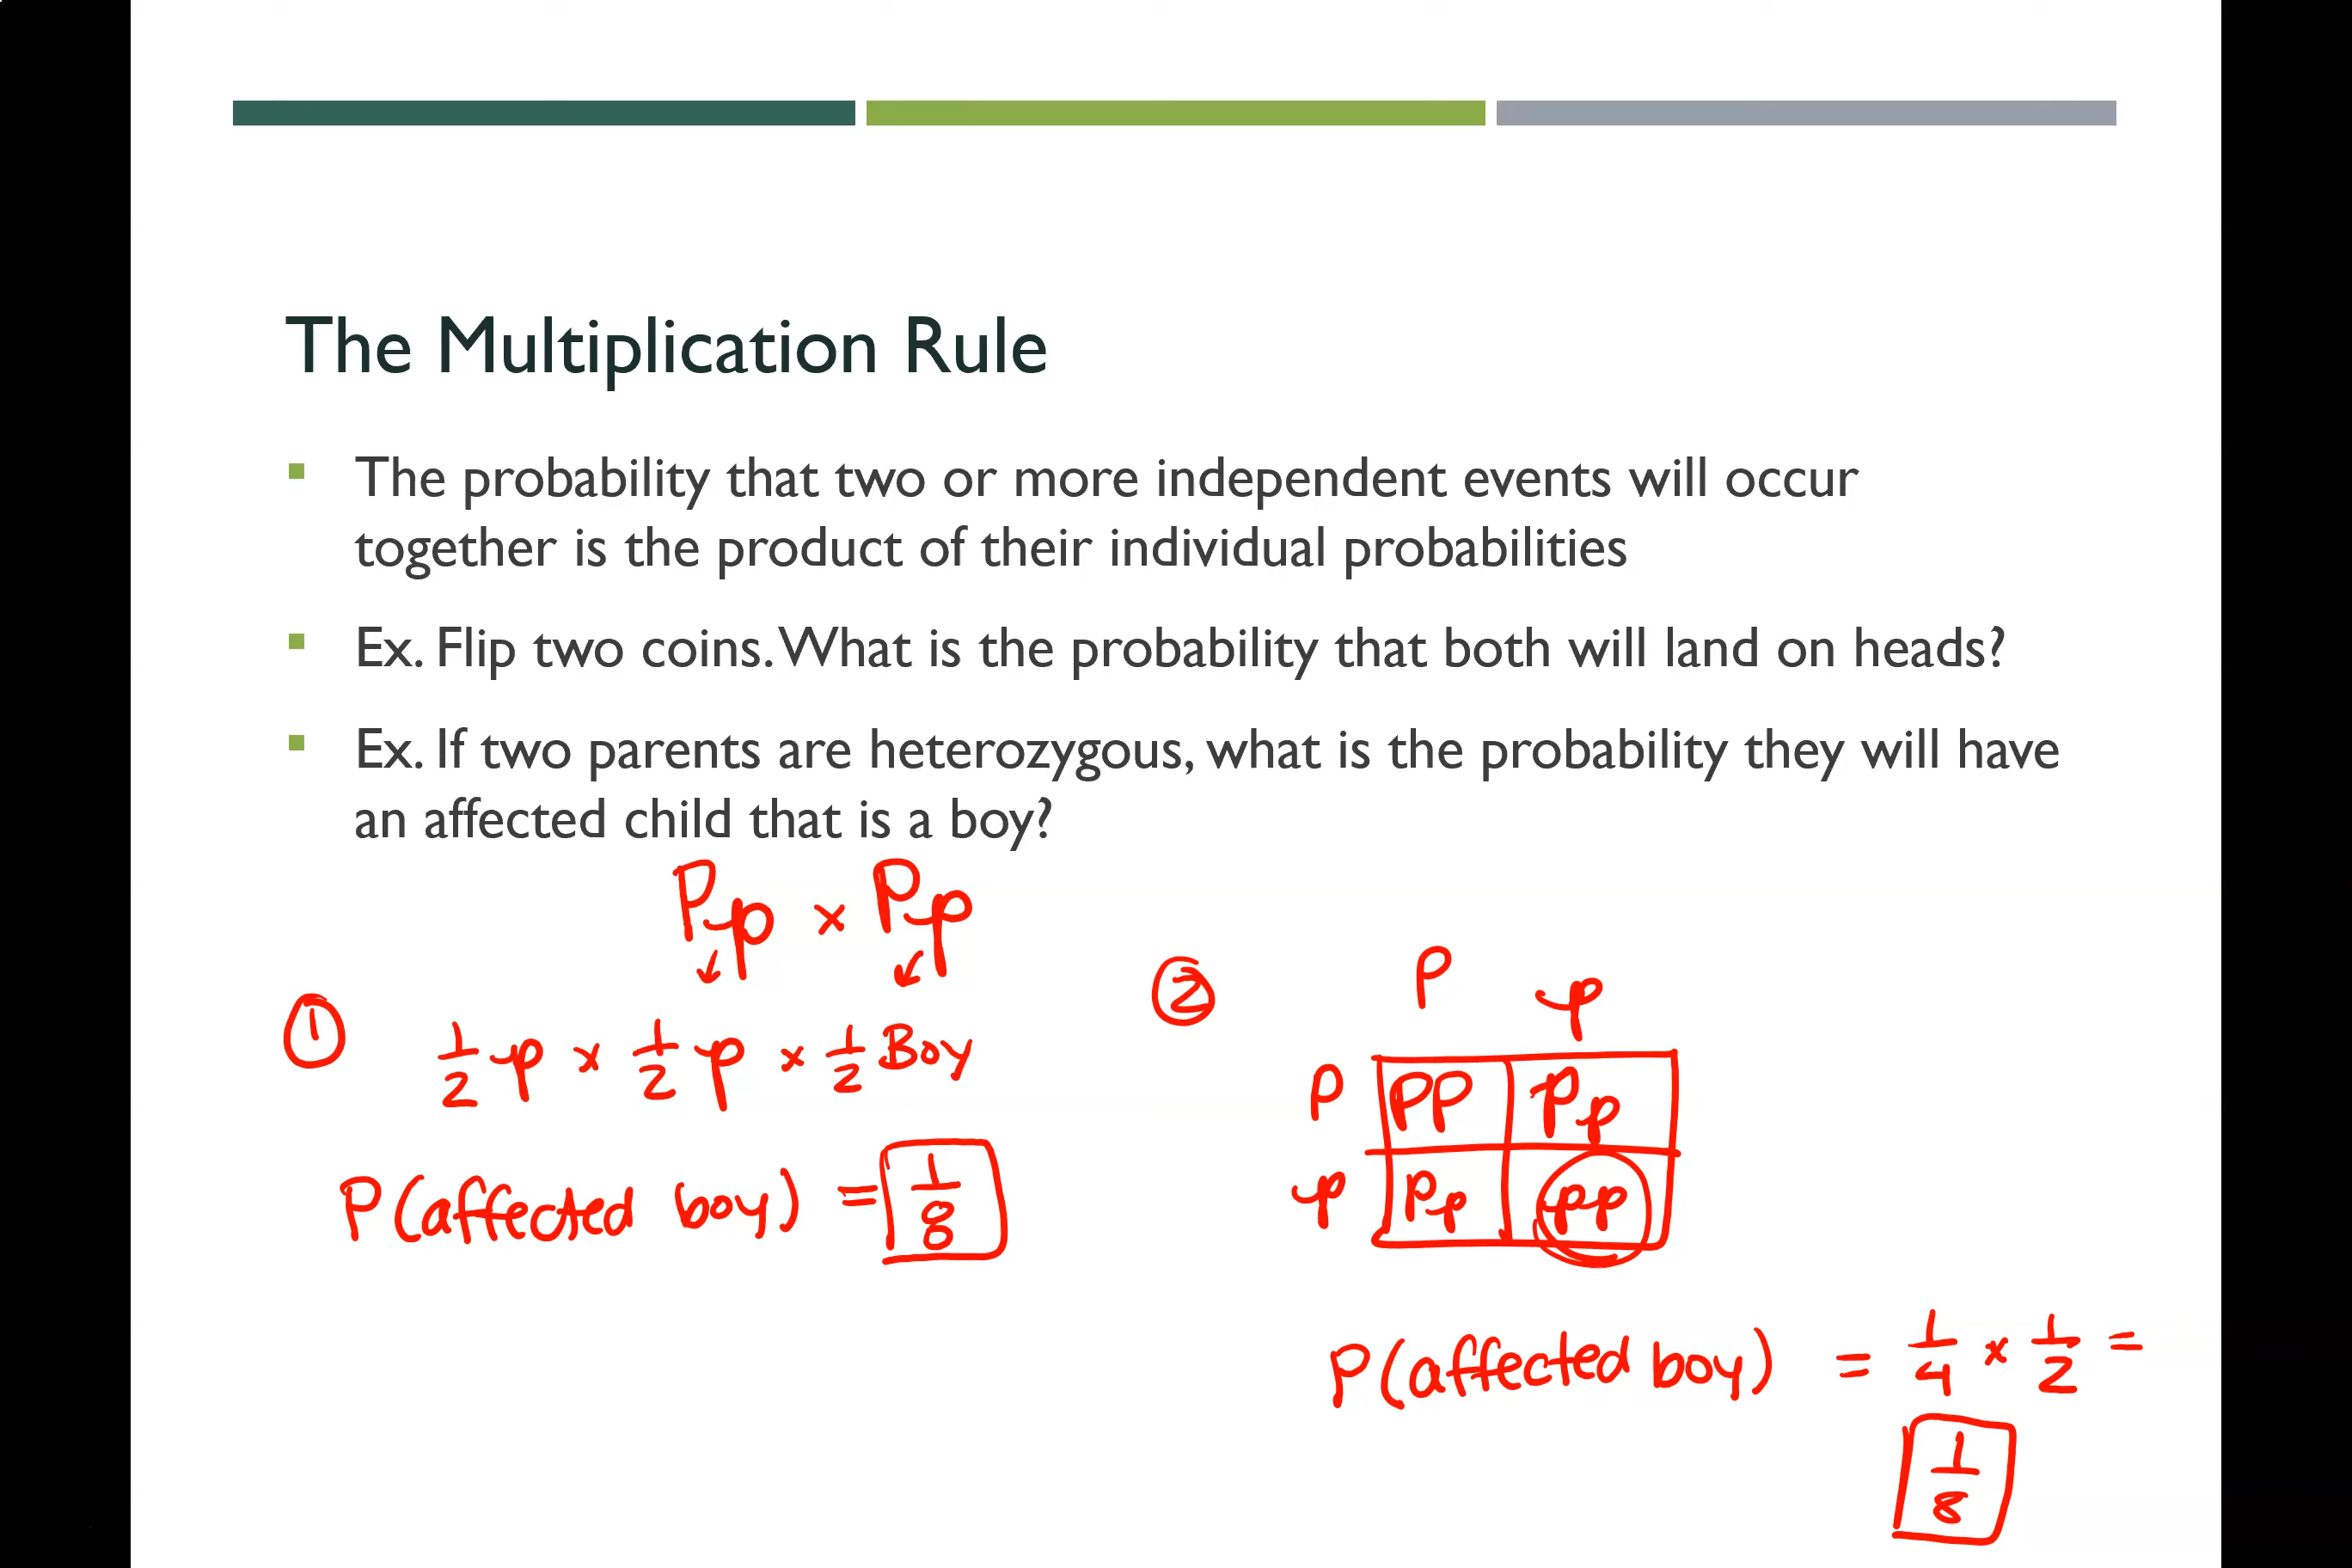 The Multiplication Rule
The probability that two or more independent events will occur
together is the product of their individual probabilities
Ex. Flip two coins. What is the probability that both will land on heads?
Ex. If two parents are heterozygous, what is the probability they will have
an affected child that is a boy?
Pp × Pp
① 1/2 p × 1/2 p × 1/2 Boy
P(affected boy) = 1/8
②
P p
P PP Pp
p Pp pp
P(affected boy) = 1/4 × 1/2 =
1/8